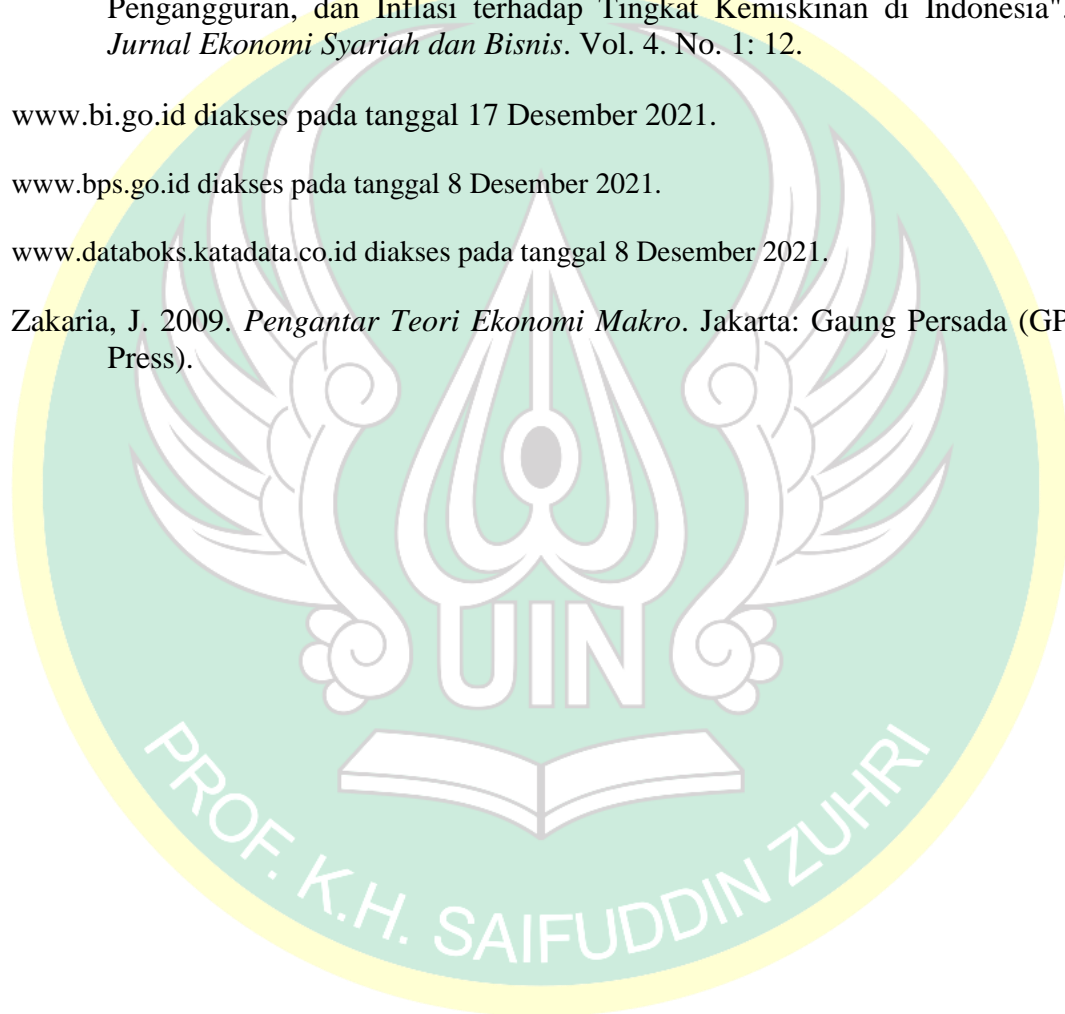 Pengangguran, dan Inflasi terhadap Tingkat Kemiskinan di Indonesia".
Jurnal Ekonomi Syariah dan Bisnis. Vol. 4. No. 1: 12.
www.bi.go.id diakses pada tanggal 17 Desember 2021.
www.bps.go.id diakses pada tanggal 8 Desember 2021.
www.databoks.katadata.co.id diakses pada tanggal 8 Desember 2021.
Zakaria, J. 2009. Pengantar Teori Ekonomi Makro. Jakarta: Gaung Persada (GP
Press).
UIN
PROF. K.H. SAIFUDDIN ZUHRI